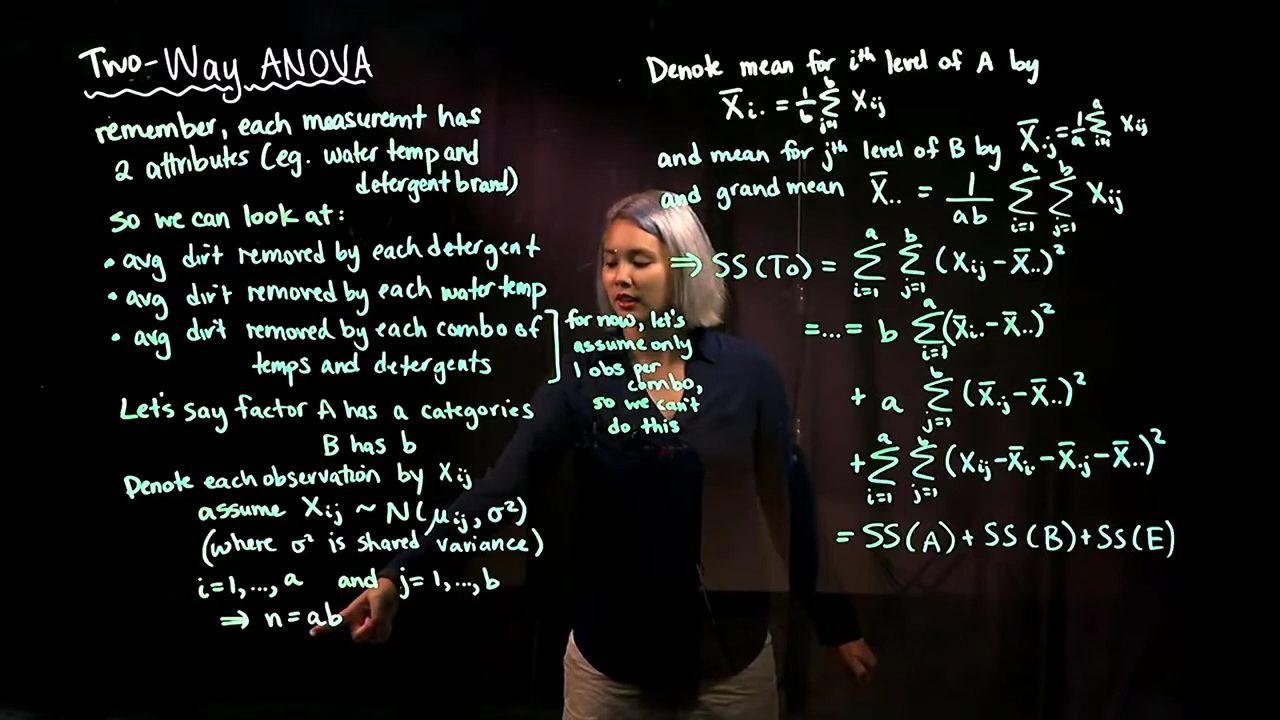 Two-Way ANOVA
remember, each measuremt has
2 attributes (eg. water temp and
detergent brand)
so we can look at:
• avg dirt removed by each detergent
• avg dirt removed by each water temp
• avg dirt removed by each combo of
temps and detergents
for now, let's
assume only
1 obs per
combo,
so we can't
do this
Let's say factor A has a categories
B has b
Denote each observation by Xij
assume Xij ~ N(μij, σ²)
(where σ² is shared variance)
i=1,...,a and j=1,...,b
⇒ n=ab
Denote mean for iᵗʰ level of A by
X̄i. = 1/b Σ_{j=1}^{b} Xij
and mean for jᵗʰ level of B by X̄.j = 1/a Σ_{i=1}^{a} Xij
and grand mean X̄.. = 1/ab Σ_{i=1}^{a} Σ_{j=1}^{b} Xij
⇒ SS(To) = Σ_{i=1}^{a} Σ_{j=1}^{b} (Xij - X̄..)²
=...= b Σ_{i=1}^{a} (X̄i. - X̄..)²
+ a Σ_{j=1}^{b} (X̄.j - X̄..)²
+ Σ_{i=1}^{a} Σ_{j=1}^{b} (Xij - X̄i. - X̄.j - X̄..)²
= SS(A) + SS(B) + SS(E)